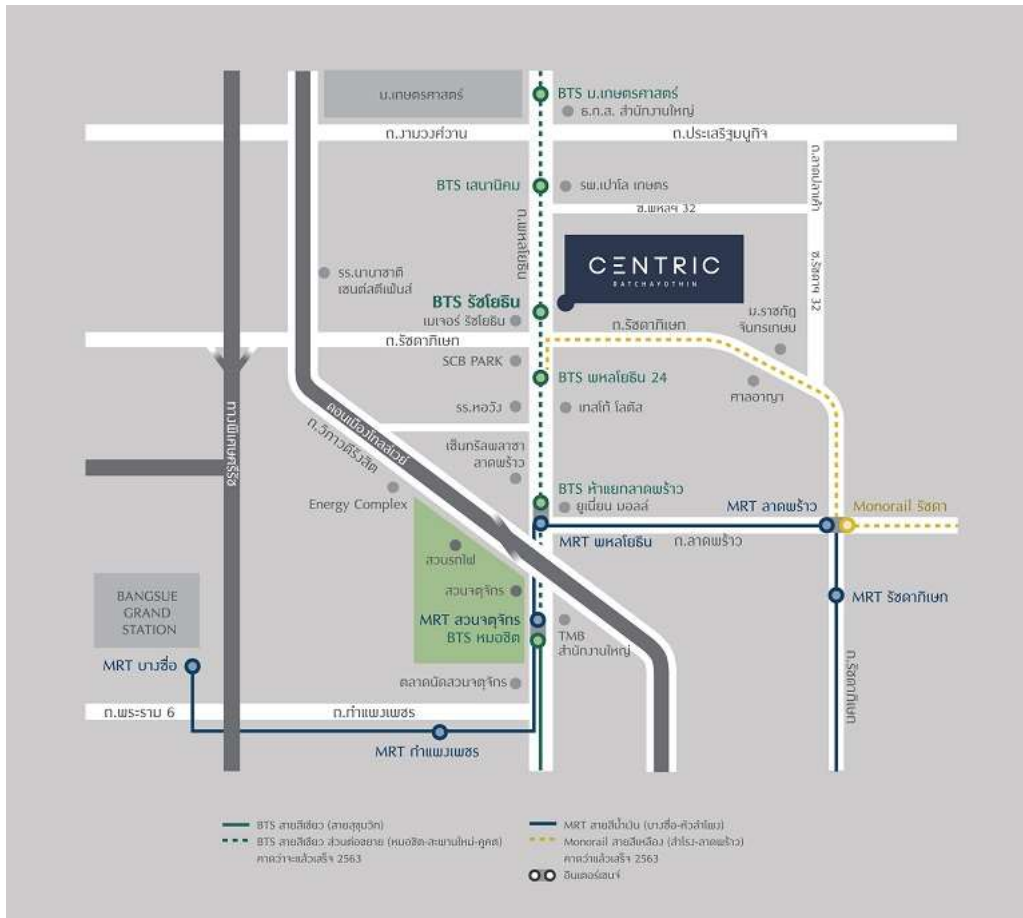 ม.เกษตรศาสตร์
BTS ม.เกษตรศาสตร์
ธ.ก.ส. สำนักงานใหญ่
ถ.งามวงศ์วาน
ถ.ประเสริฐมนูกิจ
ถ.ลาดปลาเค้า
BTS เสนานิคม
รพ.เปาโล เกษตร
ซ.พหลฯ 32
ถ.พหลโยธิน
CENTRIC
RATCHAYOTHIN
ซ.รัชดาฯ 32
รร.นานาชาติ
เซนต์สตีเฟ่นส์
BTS รัชโยธิน
เมเจอร์ รัชโยธิน
ม.ราชภัฏ
จันทรเกษม
ถ.รัชดาภิเษก
ถ.รัชดาภิเษก
SCB PARK
BTS พหลโยธิน 24
ศาลอาญา
รร.หอวัง
เทสโก้ โลตัส
ดอนเมืองโทลล์เวย์
ถ.วิภาวดีรังสิต
ทางพิเศษศรีรัช
เซ็นทรัลพลาซา
ลาดพร้าว
BTS ห้าแยกลาดพร้าว
ยูเนี่ยน มอลล์
Energy Complex
MRT ลาดพร้าว
Monorail รัชดา
MRT พหลโยธิน
ถ.ลาดพร้าว
สวนรถไฟ
สวนจตุจักร
BANGSUE
GRAND
STATION
MRT รัชดาภิเษก
MRT สวนจตุจักร
BTS หมอชิต
TMB
สำนักงานใหญ่
MRT บางซื่อ
ตลาดนัดสวนจตุจักร
ถ.รัชดาภิเษก
ถ.พระราม 6
ถ.กำแพงเพชร
MRT กำแพงเพชร
BTS สายสีเขียว (สายสุขุมวิท)
BTS สายสีเขียว ส่วนต่อขยาย (หมอชิต-สะพานใหม่-คูคต)
คาดว่าจะแล้วเสร็จ 2563
MRT สายสีน้ำเงิน (บางซื่อ-หัวลำโพง)
Monorail สายสีเหลือง (สำโรง-ลาดพร้าว)
คาดว่าแล้วเสร็จ 2563
อินเตอร์เชนจ์